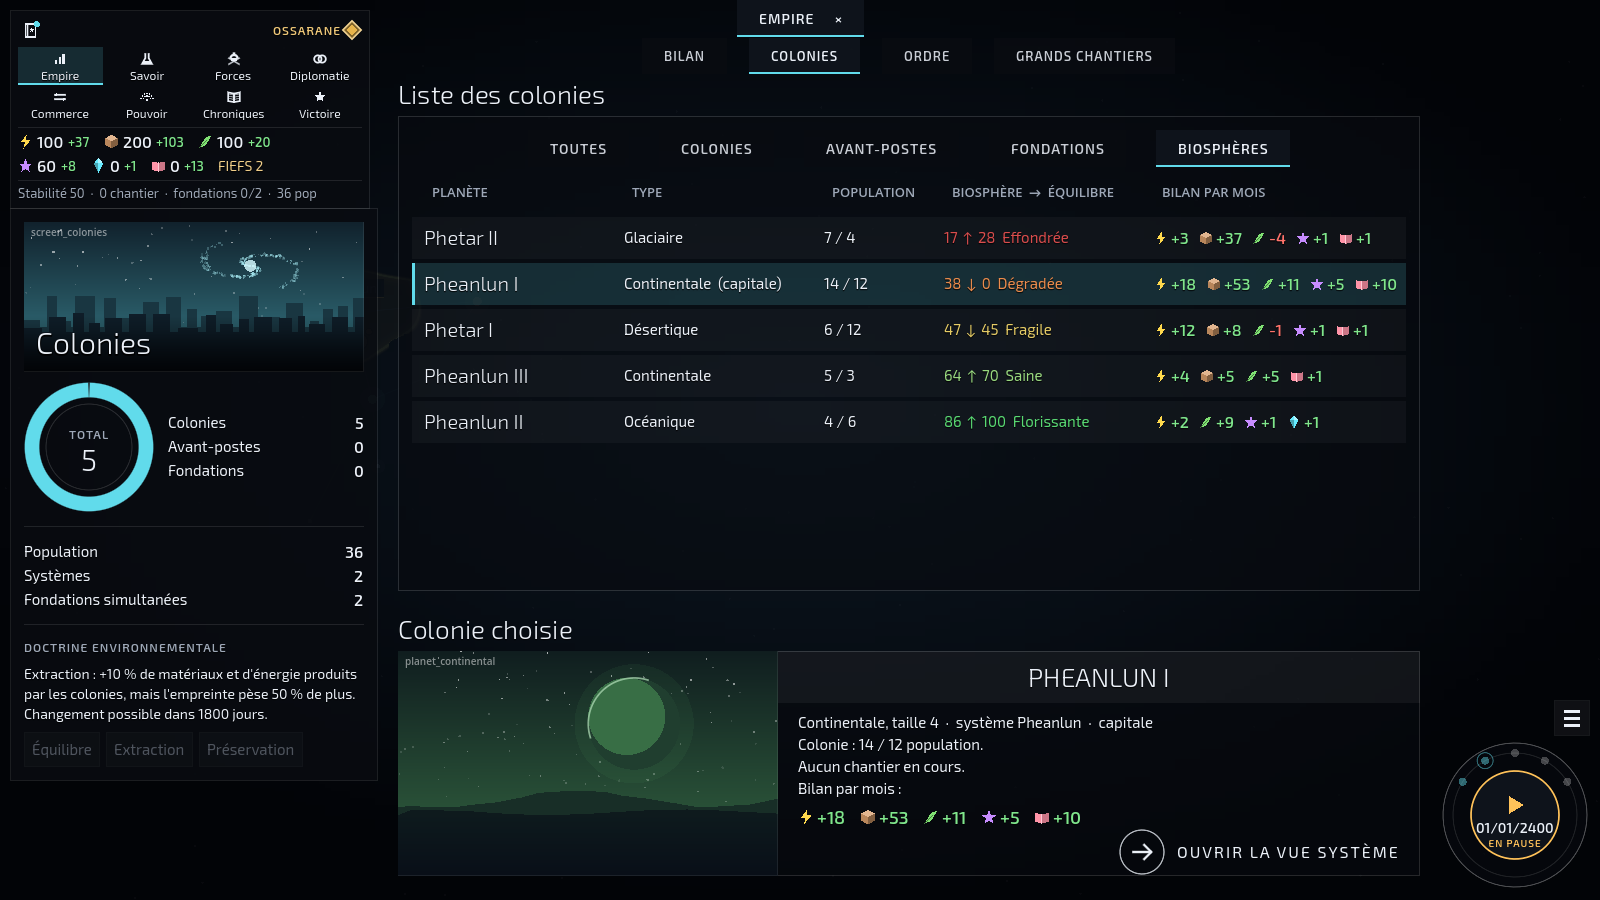 OSSARANE
Empire Savoir Forces Diplomatie
Commerce Pouvoir Chroniques Victoire
100 +37 200 +103 100 +20
60 +8 0 +1 0 +13 FIEFS 2
Stabilité 50 · 0 chantier · fondations 0/2 · 36 pop
screen_colonies
Colonies
TOTAL
5
Colonies 5
Avant-postes 0
Fondations 0
Population 36
Systèmes 2
Fondations simultanées 2
DOCTRINE ENVIRONNEMENTALE
Extraction : +10 % de matériaux et d'énergie produits
par les colonies, mais l'empreinte pèse 50 % de plus.
Changement possible dans 1800 jours.
Équilibre Extraction Préservation
EMPIRE ×
BILAN COLONIES ORDRE GRANDS CHANTIERS
Liste des colonies
TOUTES COLONIES AVANT-POSTES FONDATIONS BIOSPHÈRES
PLANÈTE TYPE POPULATION BIOSPHÈRE → ÉQUILIBRE BILAN PAR MOIS
Phetar II Glaciaire 7 / 4 17 ↑ 28 Effondrée +3 +37 -4 +1 +1
Pheanlun I Continentale (capitale) 14 / 12 38 ↓ 0 Dégradée +18 +53 +11 +5 +10
Phetar I Désertique 6 / 12 47 ↓ 45 Fragile +12 +8 -1 +1 +1
Pheanlun III Continentale 5 / 3 64 ↑ 70 Saine +4 +5 +5 +1
Pheanlun II Océanique 4 / 6 86 ↑ 100 Florissante +2 +9 +1 +1
Colonie choisie
planet_continental
PHEANLUN I
Continentale, taille 4 · système Pheanlun · capitale
Colonie : 14 / 12 population.
Aucun chantier en cours.
Bilan par mois :
+18 +53 +11 +5 +10
→ OUVRIR LA VUE SYSTÈME
01/01/2400
EN PAUSE